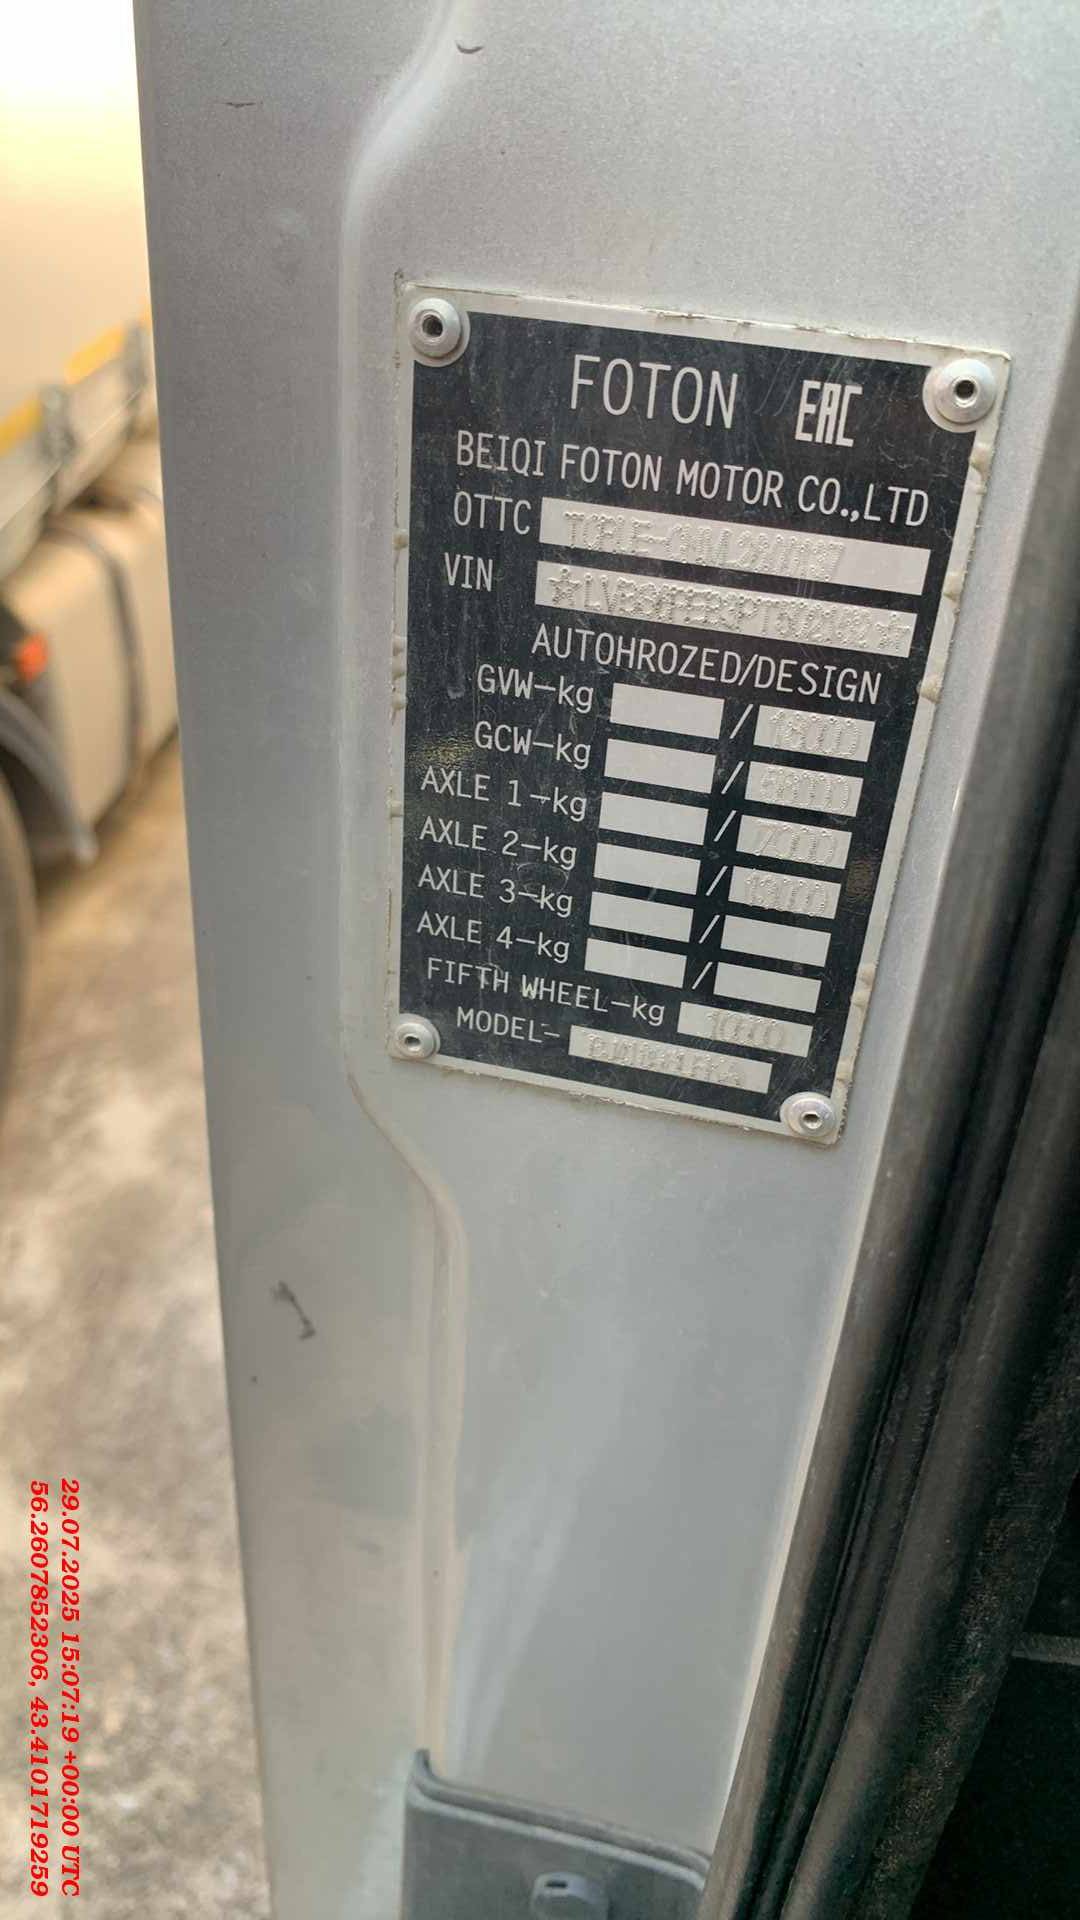 FOTON EAC
BEIQI FOTON MOTOR CO.,LTD
OTTC
VIN
AUTOHROZED/DESIGN
GVW-kg / 18000
GCW-kg /
AXLE 1-kg / 7000
AXLE 2-kg /
AXLE 3-kg /
AXLE 4-kg /
FIFTH WHEEL-kg
MODEL-
29.07.2025 15:07:19 +00:00 UTC
56.2607852306, 43.4101719259